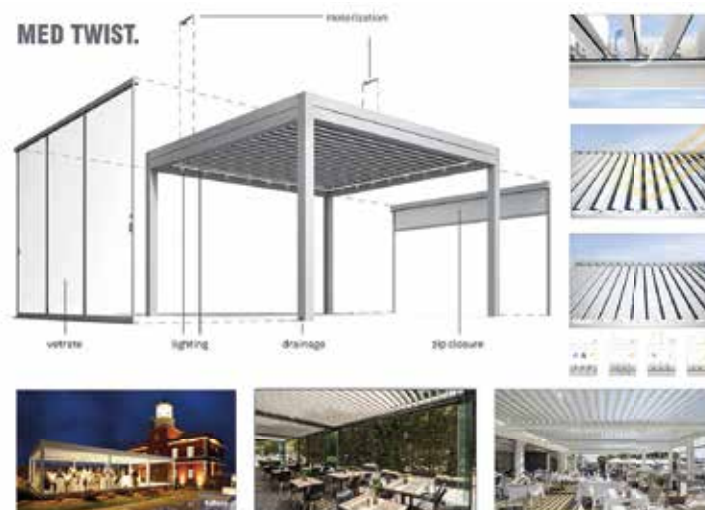 MED TWIST.
motorization
vetrate
lighting
drainage
zip closure